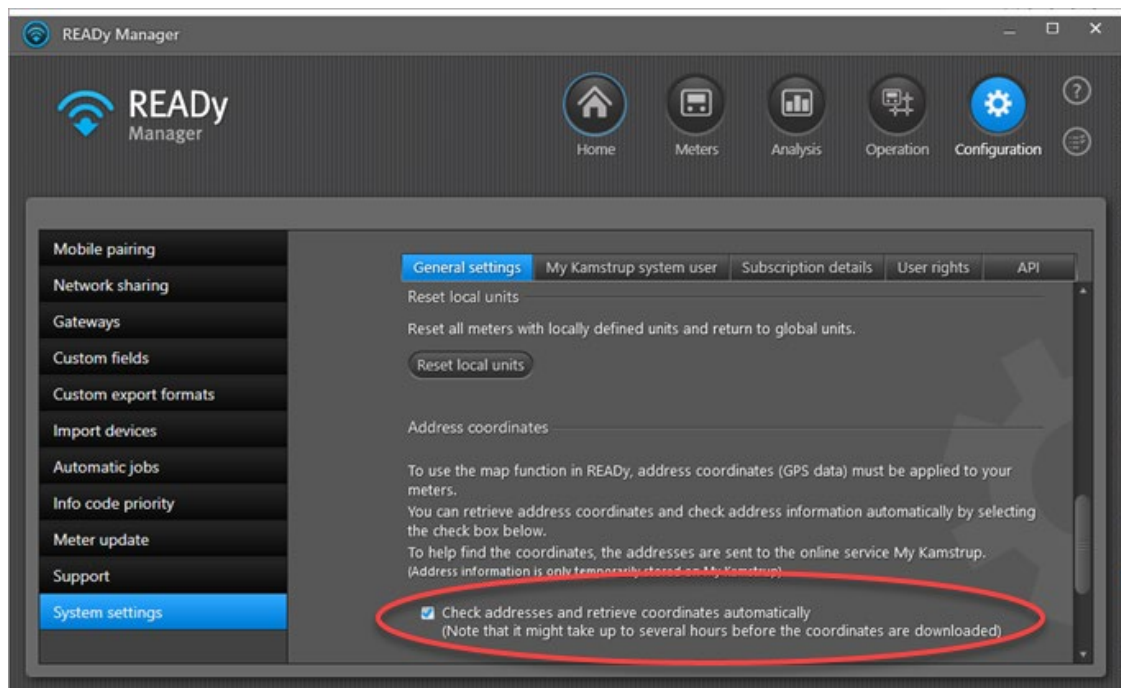 READy Manager
READy
Manager
Home
Meters
Analysis
Operation
Configuration
?
Mobile pairing
Network sharing
Gateways
Custom fields
Custom export formats
Import devices
Automatic jobs
Info code priority
Meter update
Support
System settings
General settings
My Kamstrup system user
Subscription details
User rights
API
Reset local units
Reset all meters with locally defined units and return to global units.
Reset local units
Address coordinates
To use the map function in READy, address coordinates (GPS data) must be applied to your
meters.
You can retrieve address coordinates and check address information automatically by selecting
the check box below.
To help find the coordinates, the addresses are sent to the online service My Kamstrup.
(Address information is only temporarily stored on My Kamstrup)
Check addresses and retrieve coordinates automatically
(Note that it might take up to several hours before the coordinates are downloaded)